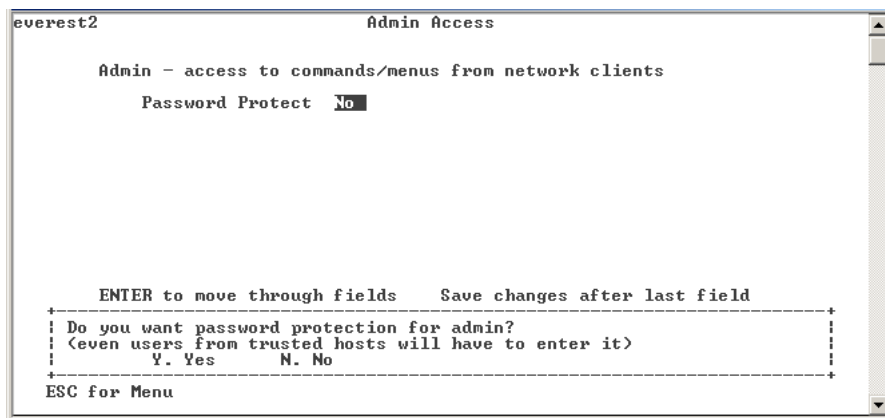 everest2 Admin Access
Admin - access to commands/menus from network clients
Password Protect No
ENTER to move through fields Save changes after last field
Do you want password protection for admin?
(even users from trusted hosts will have to enter it)
Y. Yes N. No
ESC for Menu